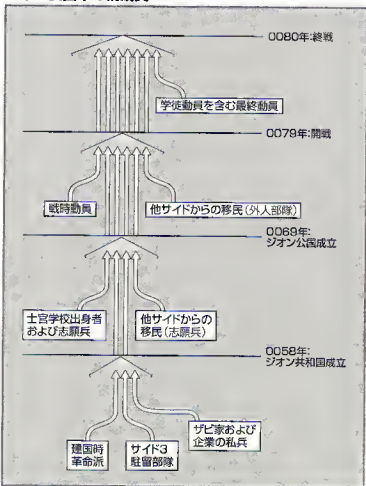 0080年:終戦
学徒動員を含む最終動員
0079年:開戦
戦時動員
他サイドからの移民(外人部隊)
0069年:
ジオン公国成立
士官学校出身者
および志願兵
他サイドからの
移民(志願兵)
0058年:
ジオン共和国成立
ザビ家および
企業の私兵
建国時
革命派
サイド3
駐留部隊